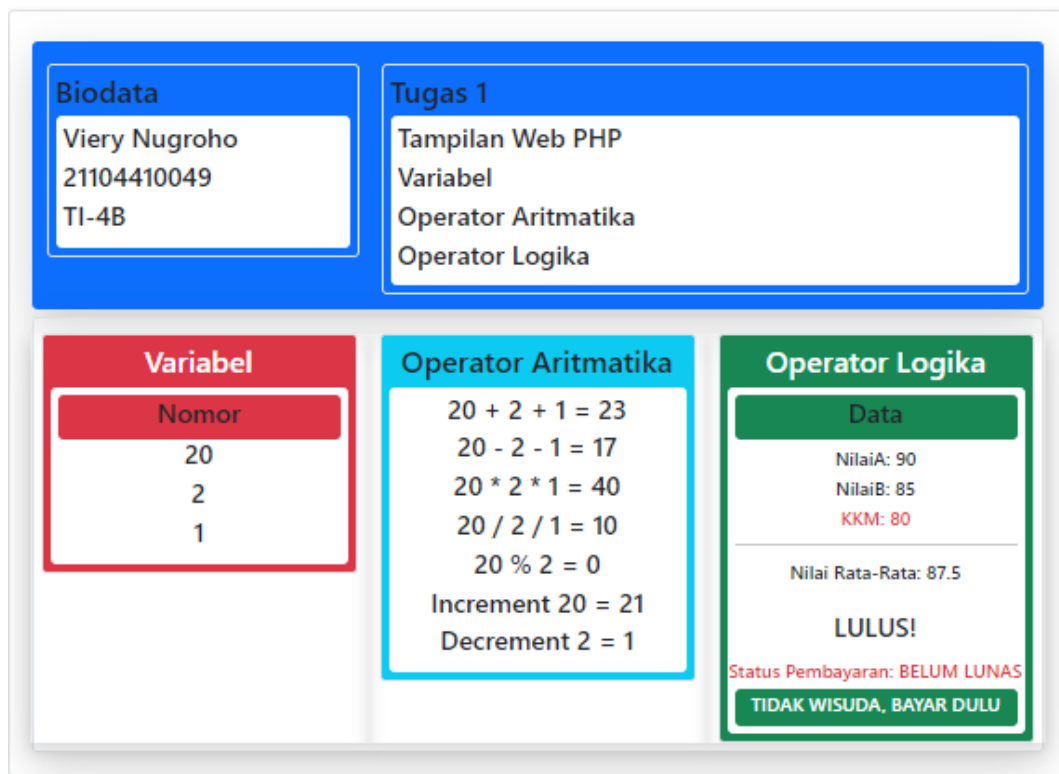 Biodata
Viery Nugroho
21104410049
TI-4B
Tugas 1
Tampilan Web PHP
Variabel
Operator Aritmatika
Operator Logika
Variabel
Nomor
20
2
1
Operator Aritmatika
20 + 2 + 1 = 23
20 - 2 - 1 = 17
20 * 2 * 1 = 40
20 / 2 / 1 = 10
20 % 2 = 0
Increment 20 = 21
Decrement 2 = 1
Operator Logika
Data
NilaiA: 90
NilaiB: 85
KKM: 80
Nilai Rata-Rata: 87.5
LULUS!
Status Pembayaran: BELUM LUNAS
TIDAK WISUDA, BAYAR DULU